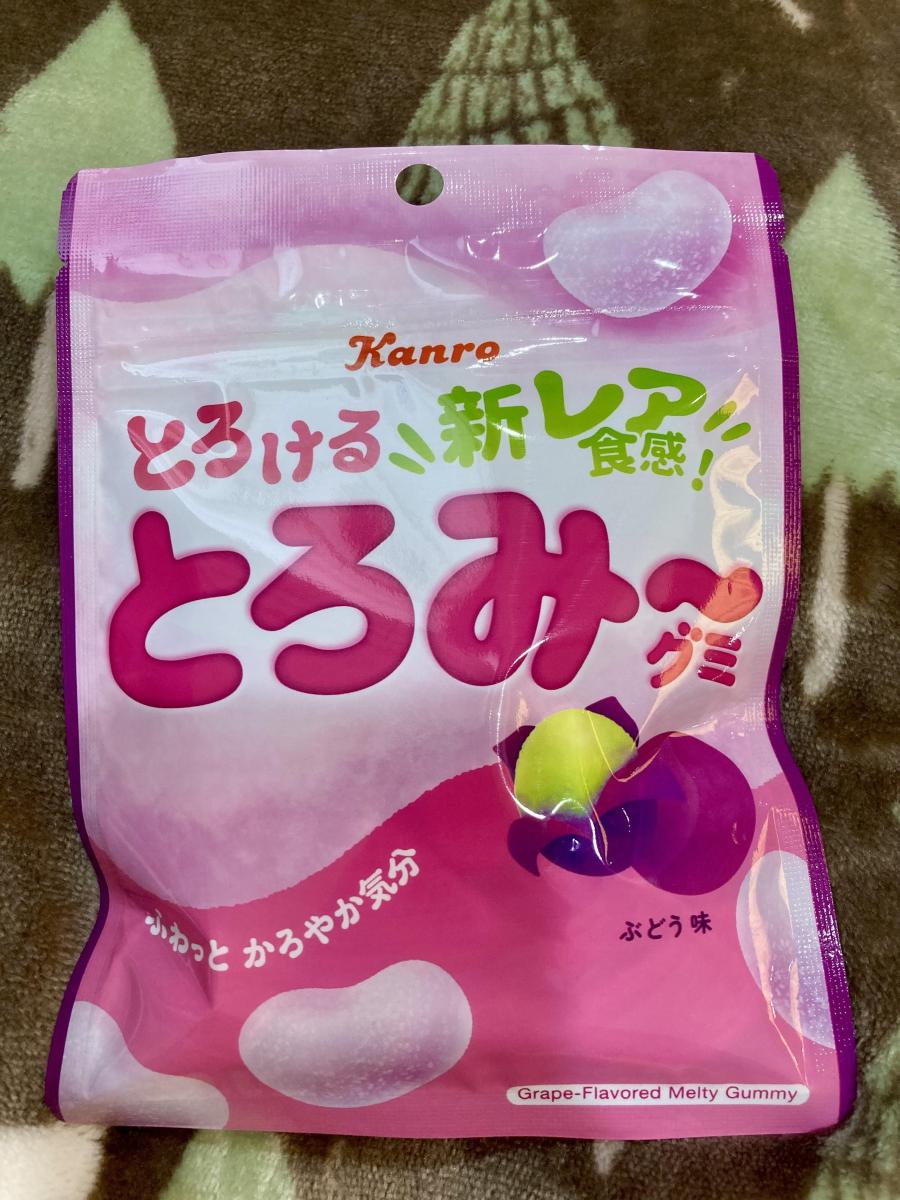 Kanro
とろける 新レア食感!
とろみ〜
グミ
ふわっと かろやか気分
ぶどう味
Grape-Flavored Melty Gummy